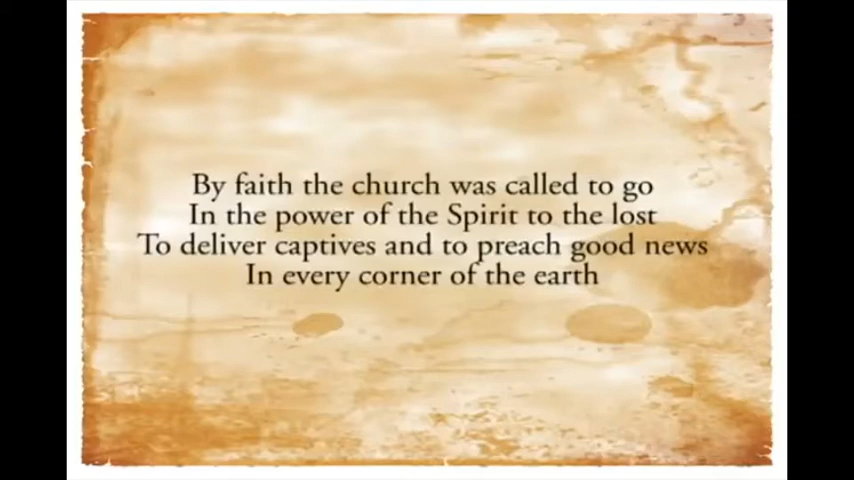 By faith the church was called to go
In the power of the Spirit to the lost
To deliver captives and to preach good news
In every corner of the earth